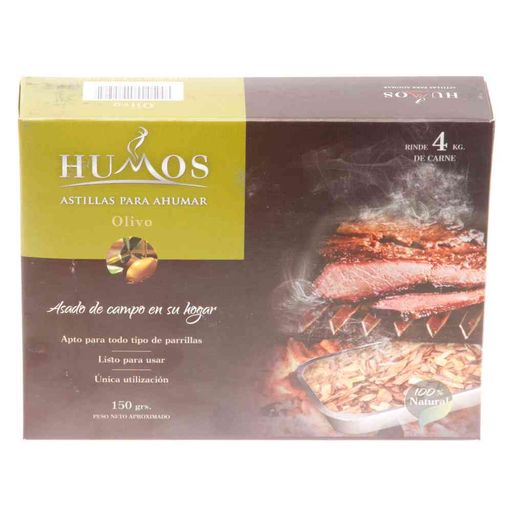 Olivo
HUMOS
ASTILLAS PARA AHUMAR
HUMOS
ASTILLAS PARA AHUMAR
Olivo
RINDE 4 KG.
DE CARNE
Asado de campo en su hogar
Apto para todo tipo de parrillas
Listo para usar
Única utilización
150 grs.
PESO NETO APROXIMADO
100%
Natural